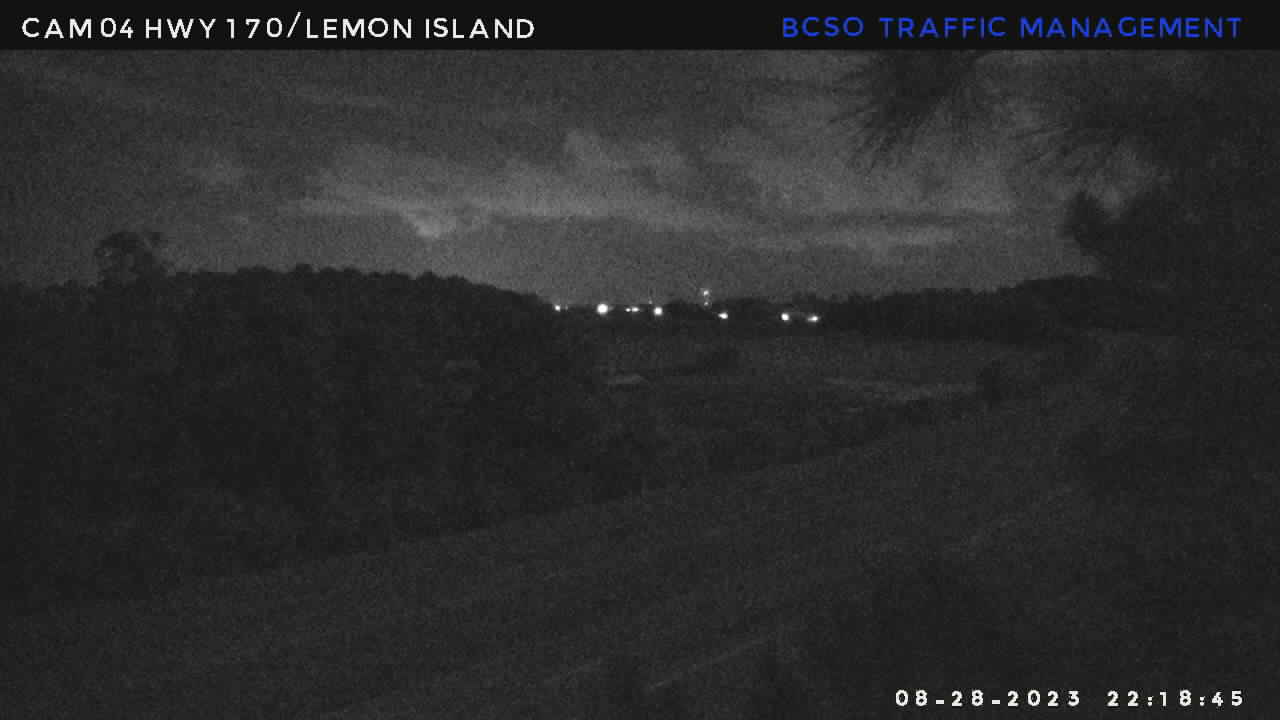 CAM04 HWY 170/LEMON ISLAND
BCSO TRAFFIC MANAGEMENT
08-28-2023 22:18:45